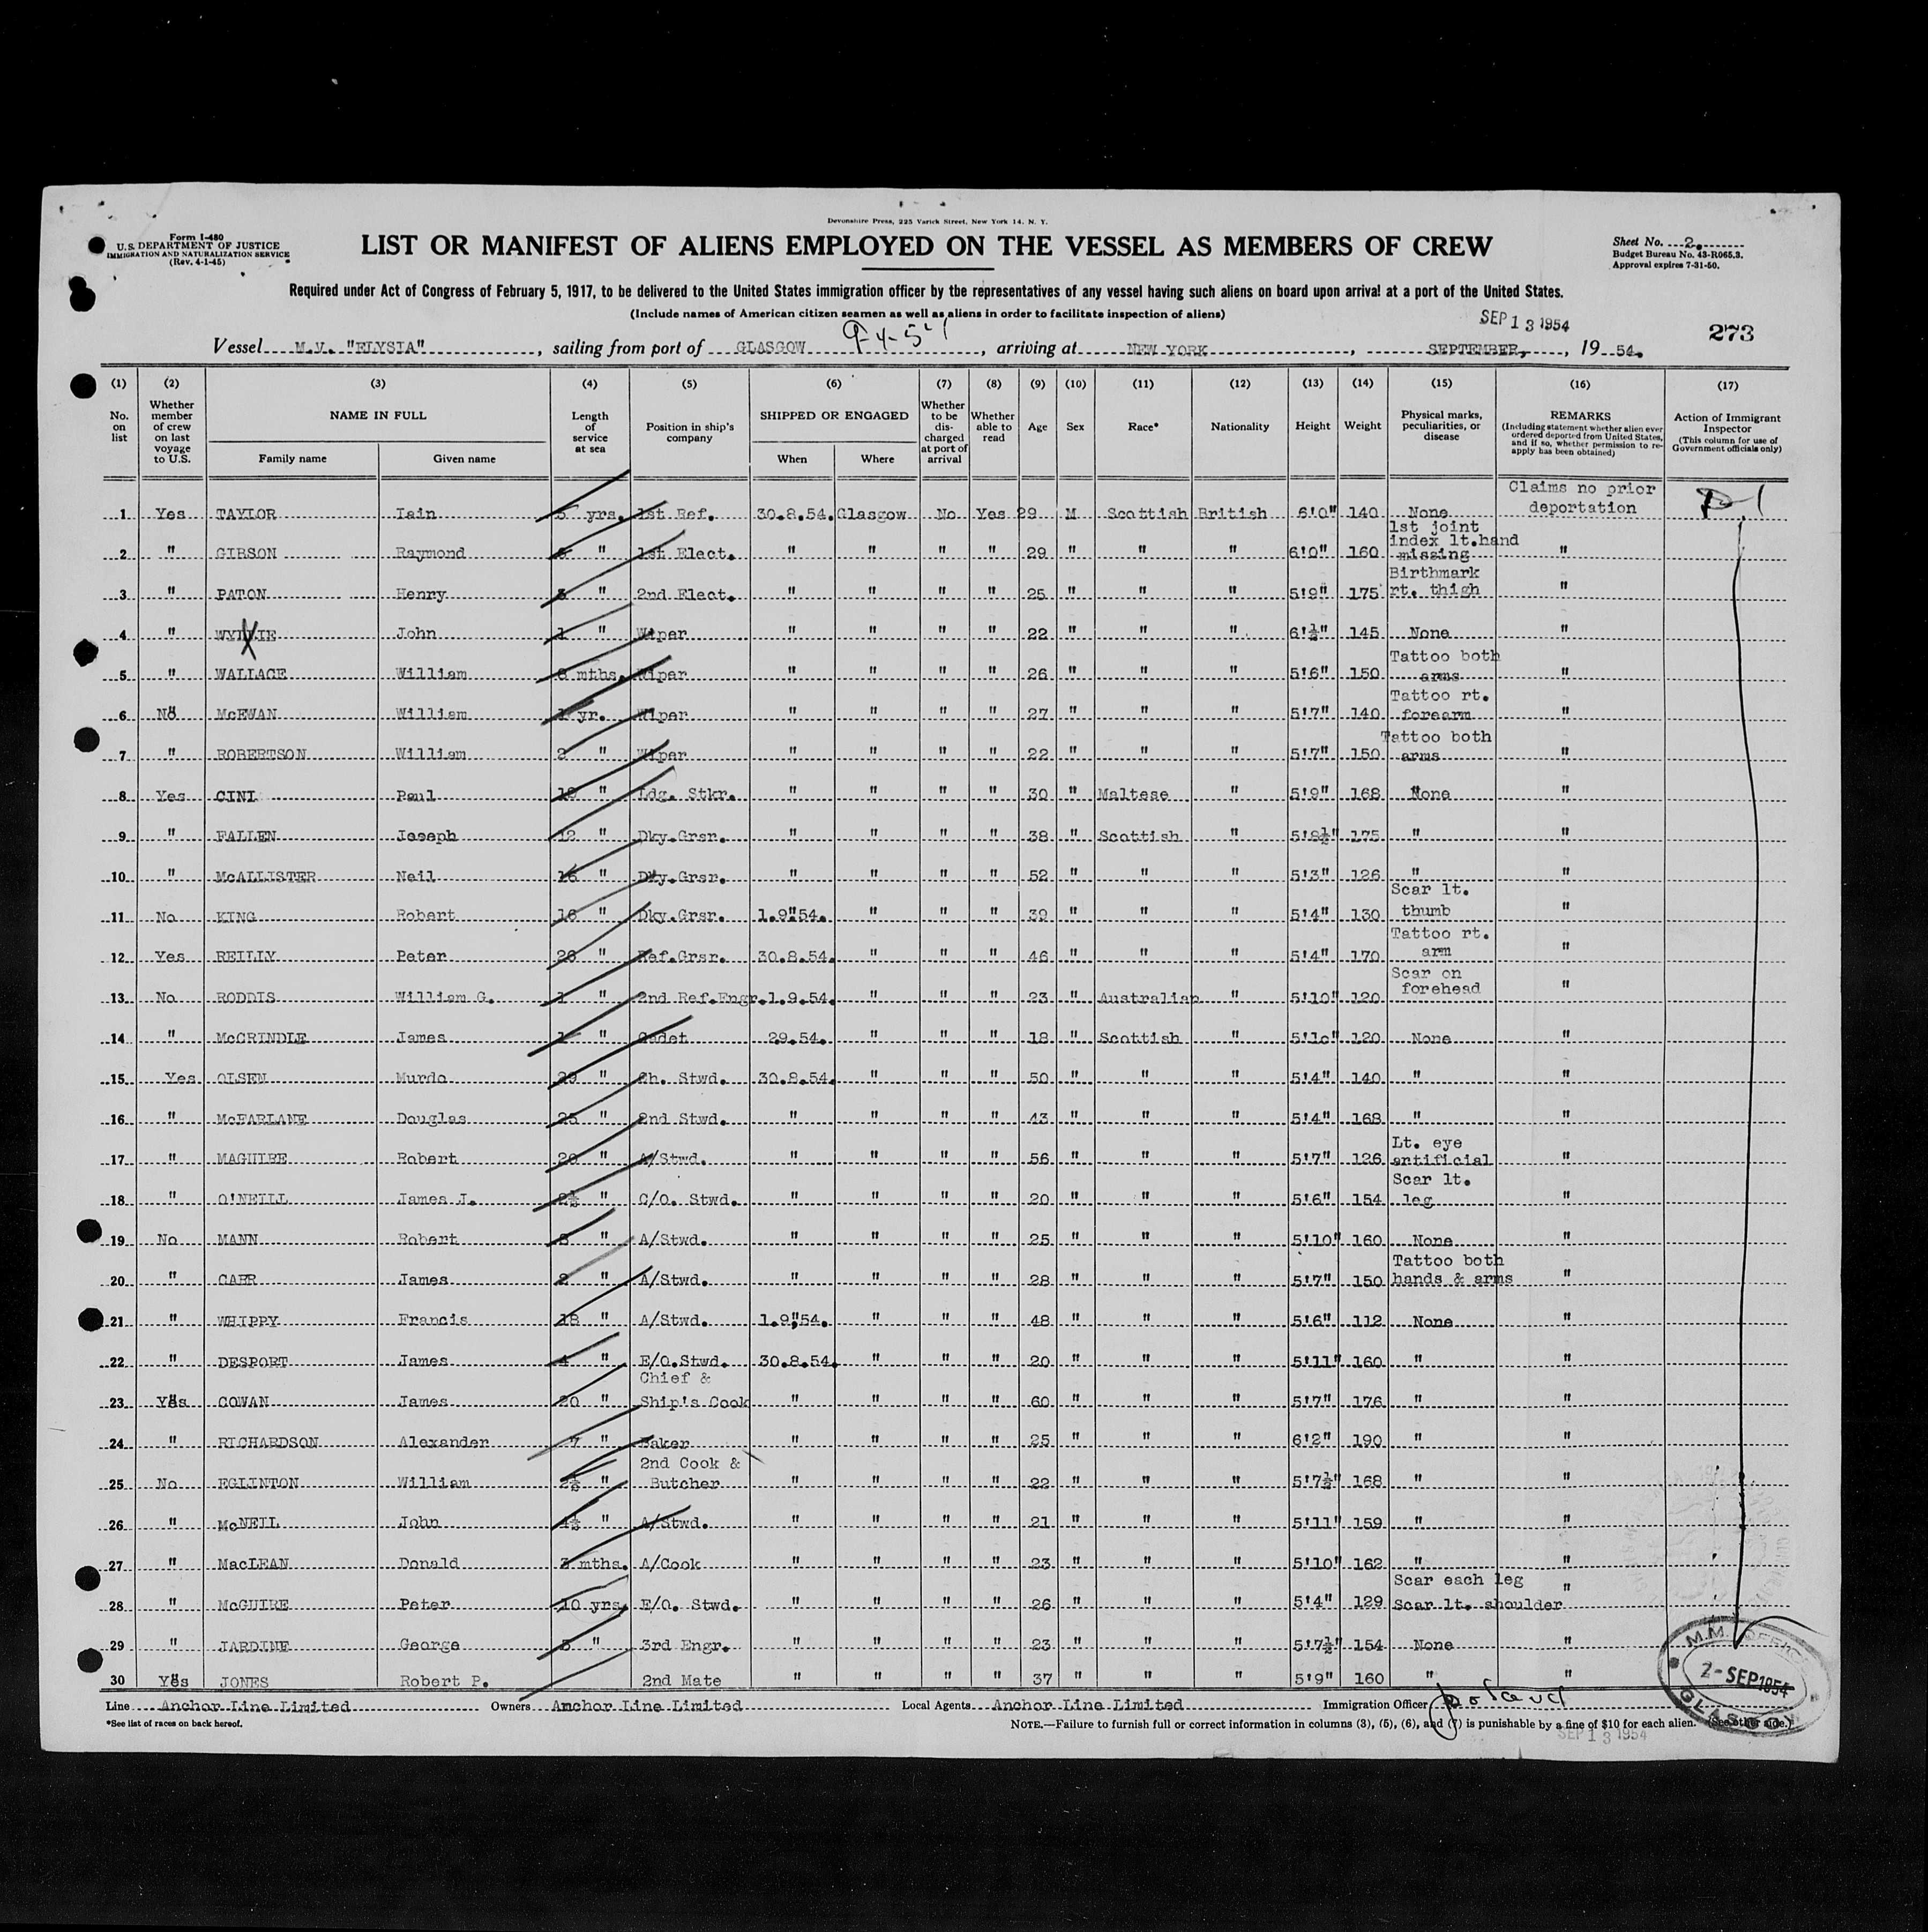 Devonshire Press, 225 Varick Street, New York 14, N. Y.
Form I-480
U.S. DEPARTMENT OF JUSTICE
IMMIGRATION AND NATURALIZATION SERVICE
(Rev. 4-1-45)
LIST OR MANIFEST OF ALIENS EMPLOYED ON THE VESSEL AS MEMBERS OF CREW
Sheet No. 2.
Budget Bureau No. 43-R065.3.
Approval expires 7-31-50.
Required under Act of Congress of February 5, 1917, to be delivered to the United States immigration officer by the representatives of any vessel having such aliens on board upon arrival at a port of the United States.
(Include names of American citizen seamen as well as aliens in order to facilitate inspection of aliens)
SEP 13 1954
273
9-4-54
Vessel M.V. "ELYSIA", sailing from port of GLASGOW, arriving at NEW YORK, SEPTEMBER, 1954.
(1) (2) (3) (4) (5) (6) (7) (8) (9) (10) (11) (12) (13) (14) (15) (16) (17)
No. on list
Whether member of crew on last voyage to U.S.
NAME IN FULL
Family name Given name
Length of service at sea
Position in ship's company
SHIPPED OR ENGAGED
When Where
Whether to be discharged at port of arrival
Whether able to read
Age Sex Race* Nationality Height Weight
Physical marks, peculiarities, or disease
REMARKS
(Including statement whether alien ever ordered deported from United States, and if so, whether permission to reapply has been obtained)
Action of Immigrant Inspector
(This column for use of Government officials only)
1 Yes TAYLOR Iain 5 yrs. 1st Ref. 30.8.54. Glasgow No Yes 29 M Scottish British 6'0" 140 None Claims no prior deportation
2 " GIBSON Raymond " 1st Elect. " " " " 29 " " " 6'0" 160 1st joint index lt.hand missing "
3 " PATON Henry " 2nd Elect. " " " " 25 " " " 5'9" 175 Birthmark rt. thigh "
4 " WYLLIE John 1 " Wiper " " " " 22 " " " 6'½" 145 None "
5 " WALLACE William 6 mths. Wiper " " " " 26 " " " 5'6" 150 Tattoo both arms "
6 No McEWAN William 1 yr. Wiper " " " " 27 " " " 5'7" 140 Tattoo rt. forearm "
7 " ROBERTSON William 2 " Wiper " " " " 22 " " " 5'7" 150 Tattoo both arms "
8 Yes CINI Paul " Ldg. Stkr. " " " " 30 " Maltese " 5'9" 168 None "
9 " FALLEN Joseph 12 " Dky.Grsr. " " " " 38 " Scottish " 5'8½" 175 " "
10 " McALLISTER Neil 16 " Dky.Grsr. " " " " 52 " " " 5'3" 126 " "
11 No KING Robert 16 " Dky.Grsr. 1.9.54. " " " 39 " " " 5'4" 130 Scar lt. thumb "
12 Yes REILLY Peter 26 " Ref.Grsr. 30.8.54. " " " 46 " " " 5'4" 170 Tattoo rt. arm "
13 No RODDIS William G. 1 " 2nd Ref.Engr. 1.9.54. " " " 23 " Australian " 5'10" 120 Scar on forehead "
14 " McCRINDLE James 1 " Cadet 29.54. " " " 18 " Scottish " 5'10" 120 None "
15 Yes OLSEN Murdo 29 " Ch. Stwd. 30.8.54. " " " 50 " " " 5'4" 140 " "
16 " McFARLANE Douglas 25 " 2nd Stwd. " " " " 43 " " " 5'4" 168 " "
17 " MAGUIRE Robert 20 " A/Stwd. " " " " 56 " " " 5'7" 126 Lt. eye artificial "
18 " O'NEILL James J. 2½ " C/O. Stwd. " " " " 20 " " " 5'6" 154 Scar lt. leg "
19 No MANN Robert " A/Stwd. " " " " 25 " " " 5'10" 160 None "
20 " CARR James 2 " A/Stwd. " " " " 28 " " " 5'7" 150 Tattoo both hands & arms "
21 " WHIPPY Francis 18 " A/Stwd. 1.9.54. " " " 48 " " " 5'6" 112 None "
22 " DESPORT James 4 " E/O.Stwd. 30.8.54. " " " 20 " " " 5'11" 160 " "
23 Yes COWAN James 20 " Chief & Ship's Cook " " " " 60 " " " 5'7" 176 " "
24 " RICHARDSON Alexander 7 " Baker " " " " 25 " " " 6'2" 190 " "
25 No EGLINTON William 2½ " 2nd Cook & Butcher " " " " 22 " " " 5'7½" 168 " "
26 " McNEIL John " A/Stwd. " " " " 21 " " " 5'11" 159 " "
27 " MacLEAN Donald 3 mths. A/Cook " " " " 23 " " " 5'10" 162 " "
28 " McGUIRE Peter 10 yrs. E/O. Stwd. " " " " 26 " " " 5'4" 129 Scar each leg Scar lt. shoulder "
29 " JARDINE George " 3rd Engr. " " " " 23 " " " 5'7½" 154 None "
30 Yes JONES Robert P. 2nd Mate " " " " 37 " " " 5'9" 160 " "
Line Anchor Line Limited Owners Anchor Line Limited Local Agents Anchor Line Limited Immigration Officer
*See list of races on back hereof.
NOTE.—Failure to furnish full or correct information in columns (3), (5), (6), and (7) is punishable by a fine of $10 for each alien. (See other side.)
M.M. OFFICE
2-SEP 1954
GLASGOW
SEP 13 1954